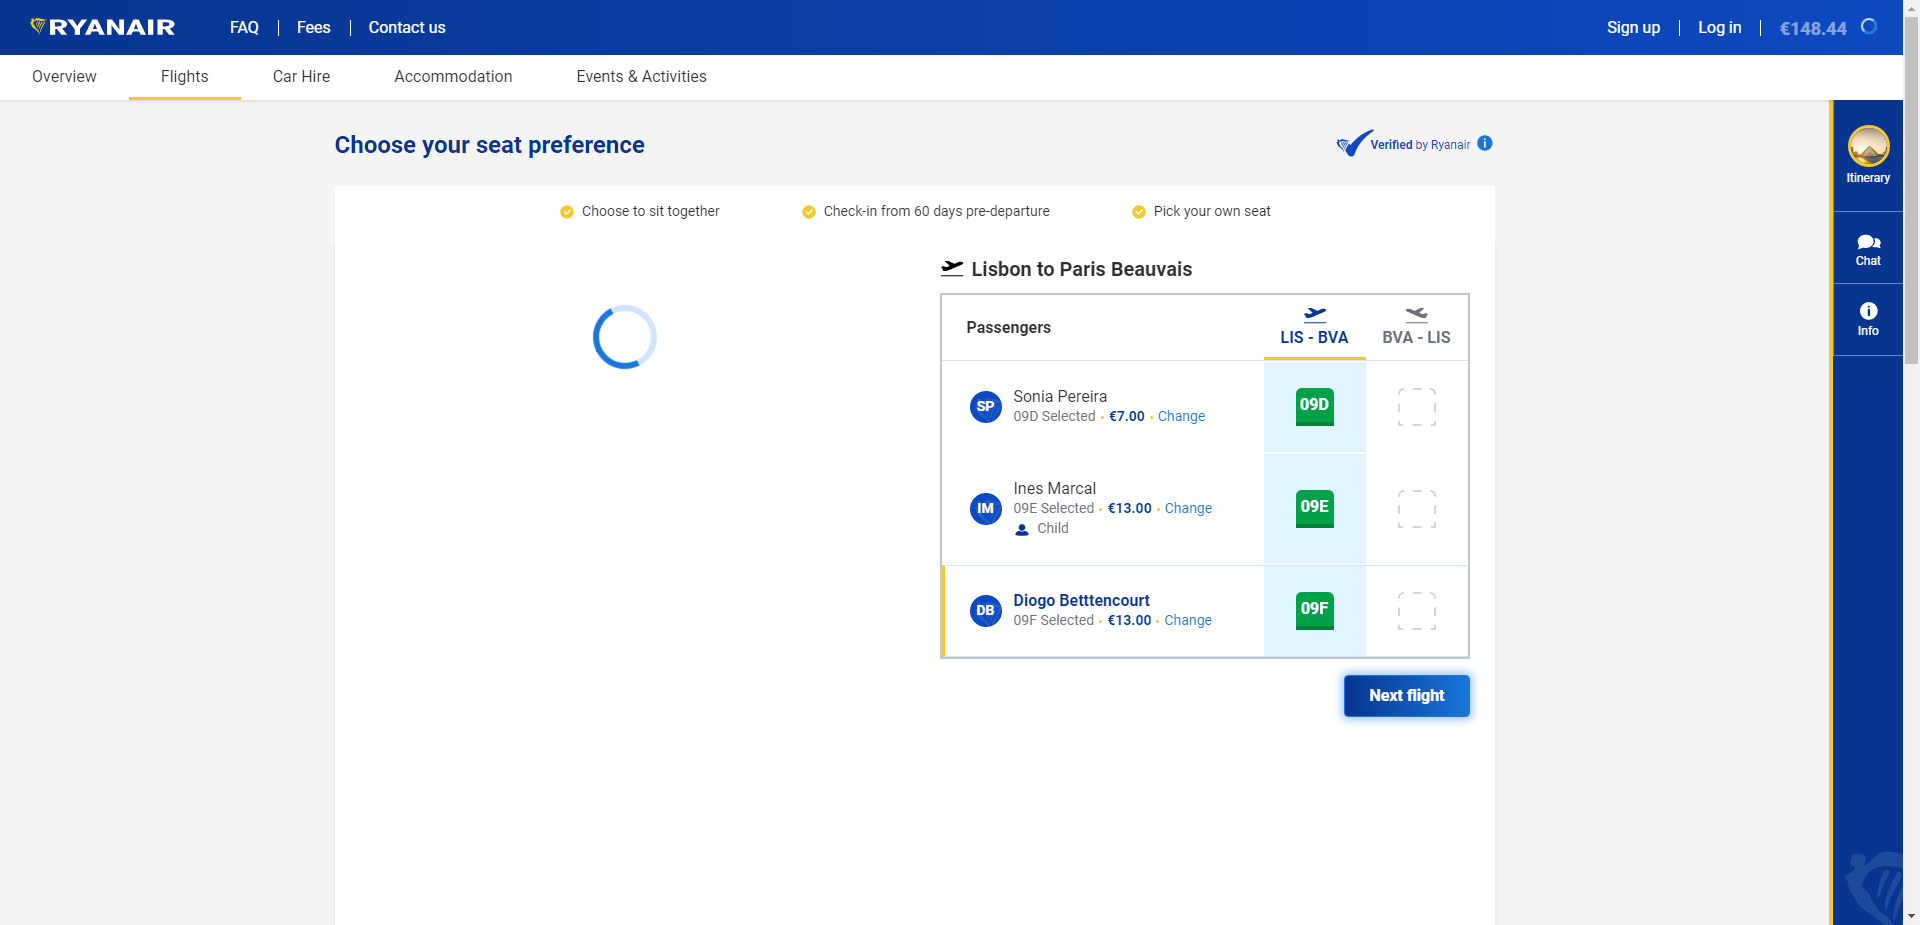 RYANAIR
FAQ
Fees
Contact us
Sign up
Log in
€148.44
Overview
Flights
Car Hire
Accommodation
Events & Activities
Choose your seat preference
Verified by Ryanair
Itinerary
Chat
Info
Choose to sit together
Check-in from 60 days pre-departure
Pick your own seat
Lisbon to Paris Beauvais
Passengers
LIS - BVA
BVA - LIS
SP
Sonia Pereira
09D Selected • €7.00 • Change
09D
IM
Ines Marcal
09E Selected • €13.00 • Change
Child
09E
DB
Diogo Betttencourt
09F Selected • €13.00 • Change
09F
Next flight